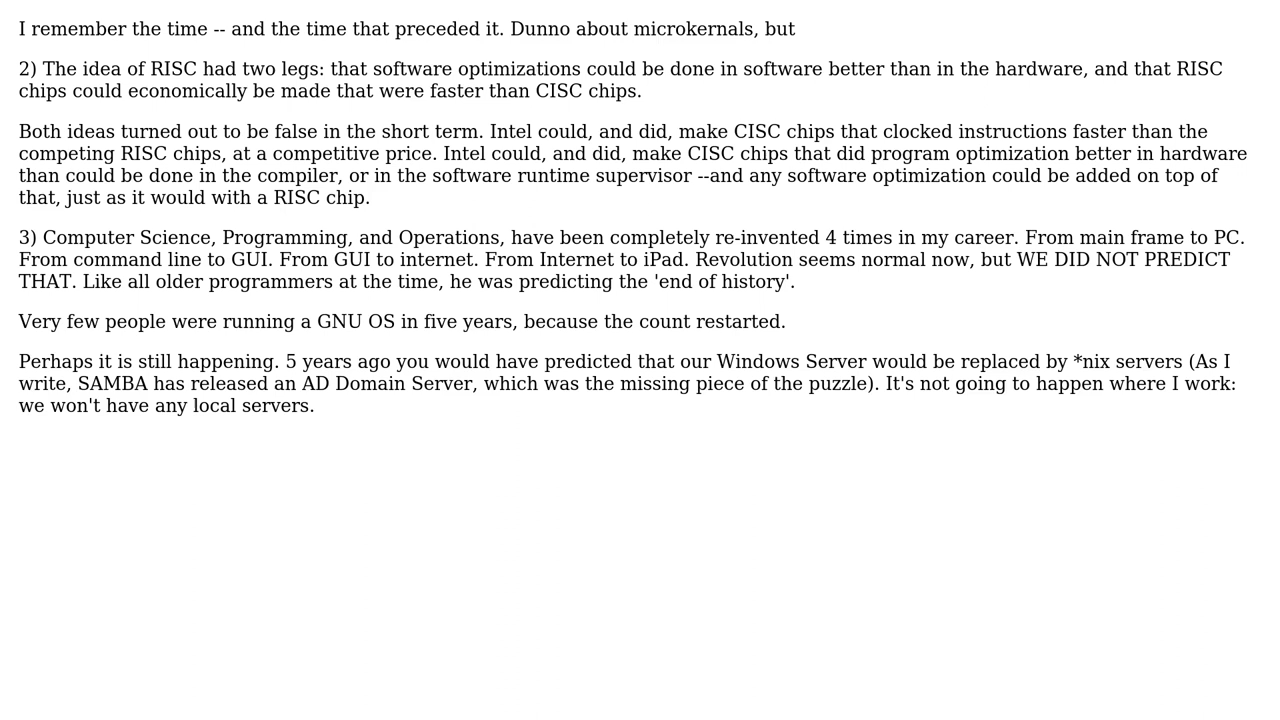 I remember the time -- and the time that preceded it. Dunno about microkernals, but
2) The idea of RISC had two legs: that software optimizations could be done in software better than in the hardware, and that RISC
chips could economically be made that were faster than CISC chips.
Both ideas turned out to be false in the short term. Intel could, and did, make CISC chips that clocked instructions faster than the
competing RISC chips, at a competitive price. Intel could, and did, make CISC chips that did program optimization better in hardware
than could be done in the compiler, or in the software runtime supervisor --and any software optimization could be added on top of
that, just as it would with a RISC chip.
3) Computer Science, Programming, and Operations, have been completely re-invented 4 times in my career. From main frame to PC.
From command line to GUI. From GUI to internet. From Internet to iPad. Revolution seems normal now, but WE DID NOT PREDICT
THAT. Like all older programmers at the time, he was predicting the 'end of history'.
Very few people were running a GNU OS in five years, because the count restarted.
Perhaps it is still happening. 5 years ago you would have predicted that our Windows Server would be replaced by *nix servers (As I
write, SAMBA has released an AD Domain Server, which was the missing piece of the puzzle). It's not going to happen where I work:
we won't have any local servers.